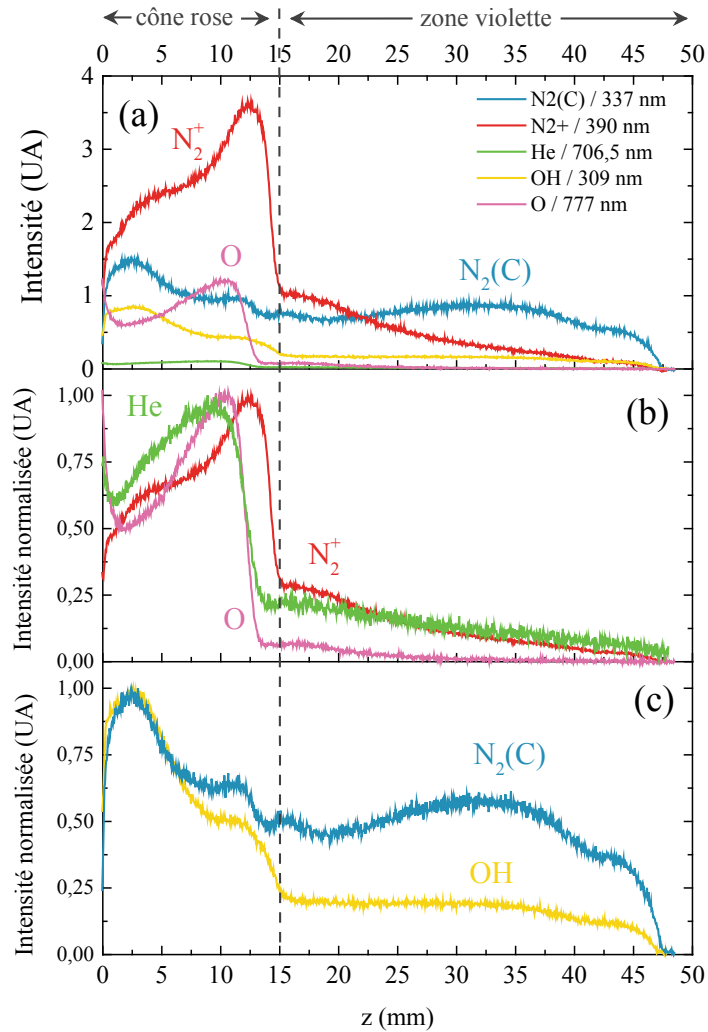 cône rose zone violette
0 5 10 15 20 25 30 35 40 45 50
4
3
2
1
0
Intensité (UA)
(a)
N₂⁺
O
N₂(C)
N2(C) / 337 nm
N2+ / 390 nm
He / 706,5 nm
OH / 309 nm
O / 777 nm
1,00
0,75
0,50
0,25
0,00
Intensité normalisée (UA)
(b)
He
N₂⁺
O
1,00
0,75
0,50
0,25
0,00
Intensité normalisée (UA)
(c)
N₂(C)
OH
0 5 10 15 20 25 30 35 40 45 50
z (mm)